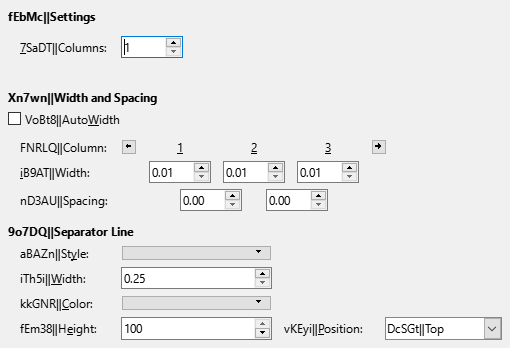 fEbMc||Settings
7SaDT||Columns: 1
Xn7wn||Width and Spacing
VoBt8||AutoWidth
FNRLQ||Column: 1 2 3
iB9AT||Width: 0.01 0.01 0.01
nD3AU||Spacing: 0.00 0.00
9o7DQ||Separator Line
aBAZn||Style:
iTh5i||Width: 0.25
kkGNR||Color:
fEm38||Height: 100 vKEyi||Position: DcSGt||Top